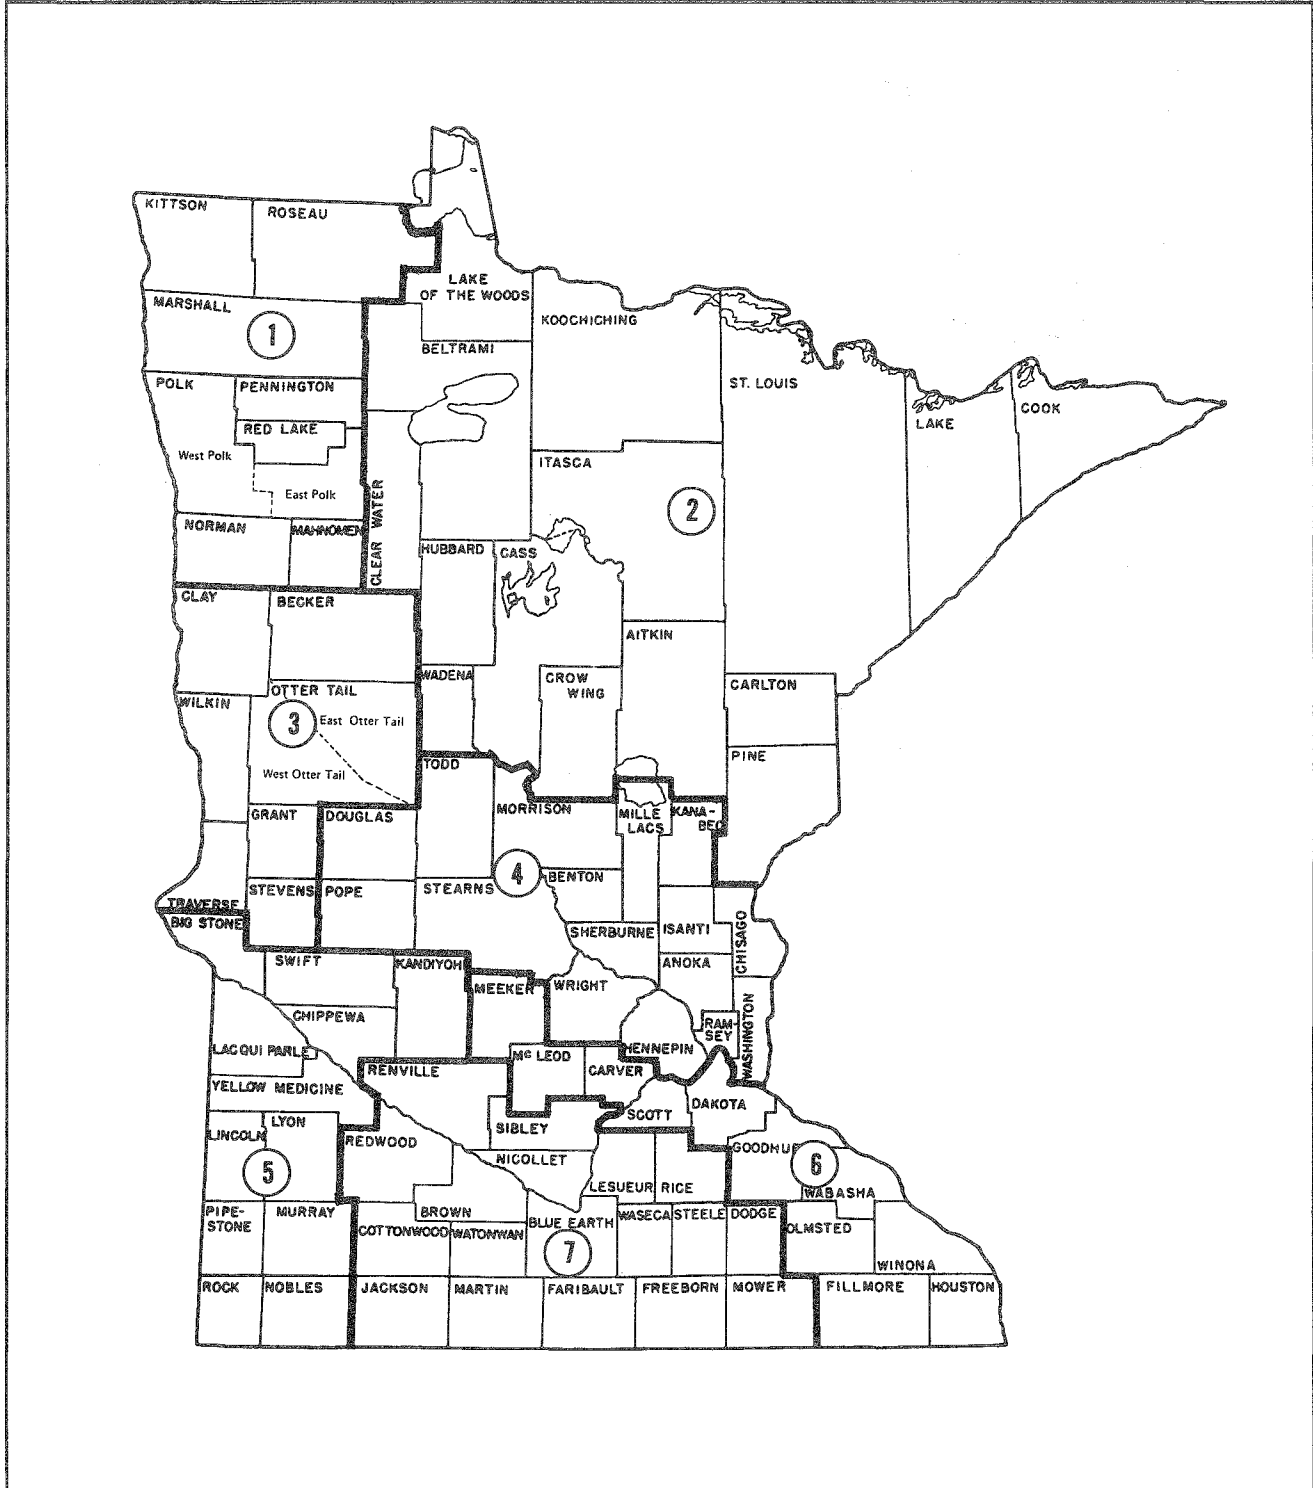 KITTSON
ROSEAU
LAKE
OF THE WOODS
MARSHALL
1
KOOCHICHING
BELTRAMI
POLK
PENNINGTON
ST. LOUIS
COOK
LAKE
RED LAKE
West Polk
ITASCA
East Polk
CLEAR WATER
2
NORMAN
MAHNOMEN
HUBBARD
CASS
CLAY
BECKER
AITKIN
WADENA
CROW
WING
CARLTON
OTTER TAIL
WILKIN
3
East Otter Tail
West Otter Tail
TODD
PINE
GRANT
DOUGLAS
MORRISON
MILLE
LACS
KANA-
BEC
4
BENTON
STEVENS
POPE
STEARNS
TRAVERSE
BIG STONE
SHERBURNE
ISANTI
CHISAGO
SWIFT
KANDIYOHI
ANOKA
MEEKER
WRIGHT
CHIPPEWA
RAM-
SEY
WASHINGTON
LACQUI PARLE
HENNEPIN
Mc LEOD
RENVILLE
CARVER
YELLOW MEDICINE
DAKOTA
SCOTT
LYON
LINCOLN
REDWOOD
SIBLEY
GOODHUE
5
NICOLLET
6
LESUEUR
RICE
WABASHA
PIPE-
STONE
MURRAY
BROWN
BLUE EARTH
WASECA
STEELE
DODGE
COTTONWOOD
WATONWAN
OLMSTED
7
WINONA
ROCK
NOBLES
JACKSON
MARTIN
FARIBAULT
FREEBORN
MOWER
FILLMORE
HOUSTON